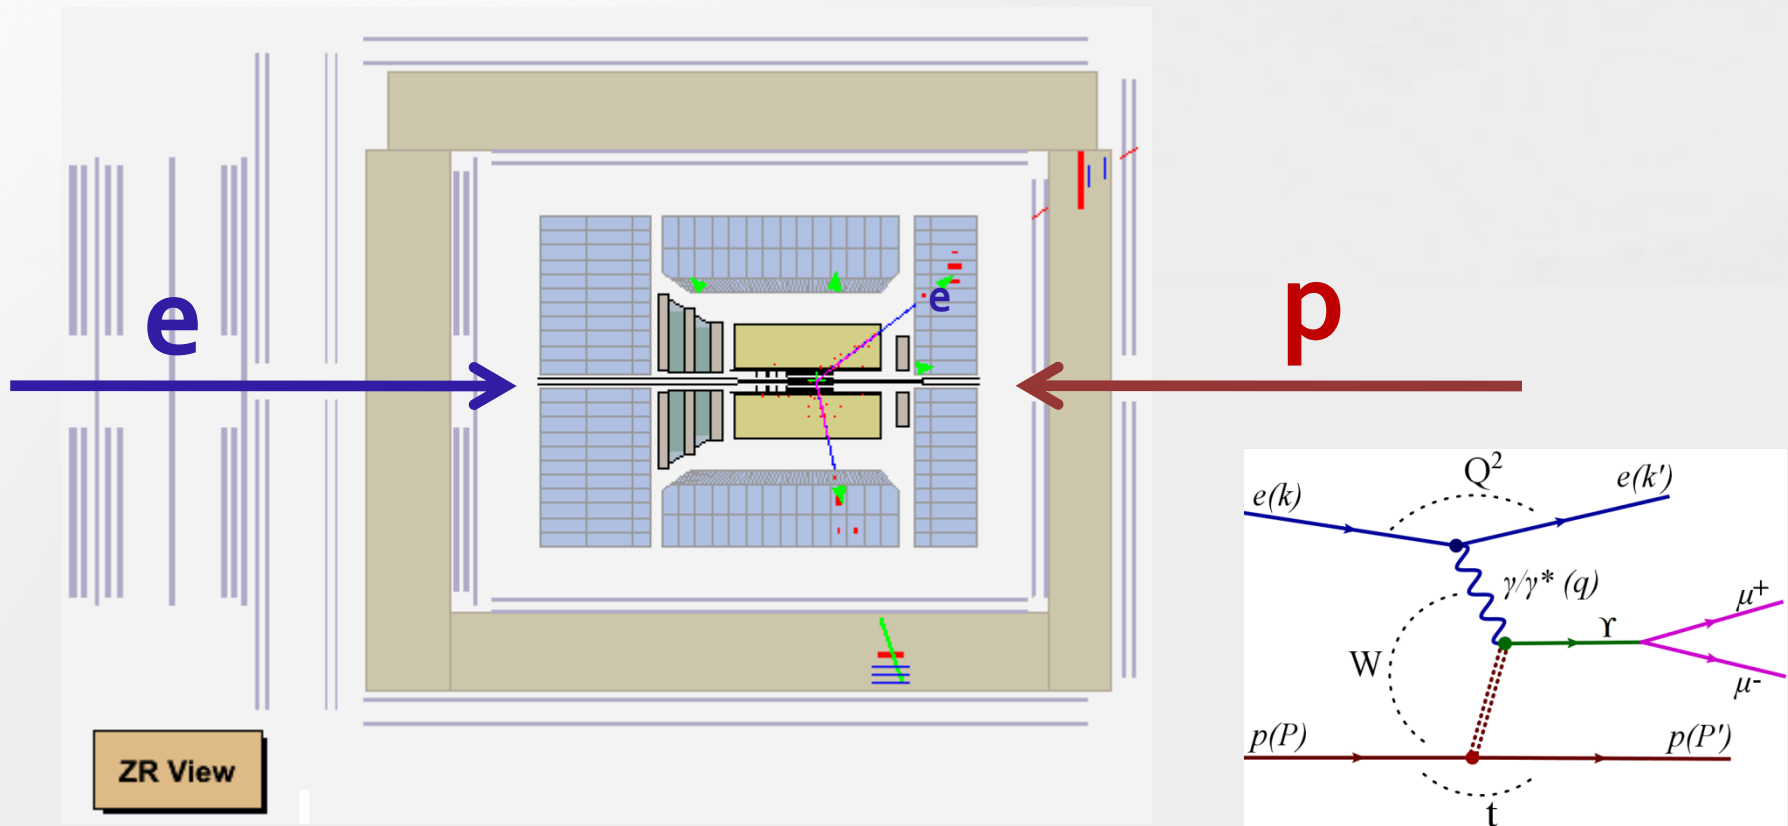 e
p
e
ZR View
Q²
e(k)
e(k')
γ/γ* (q)
μ⁺
ϒ
W
μ⁻
p(P)
p(P')
t